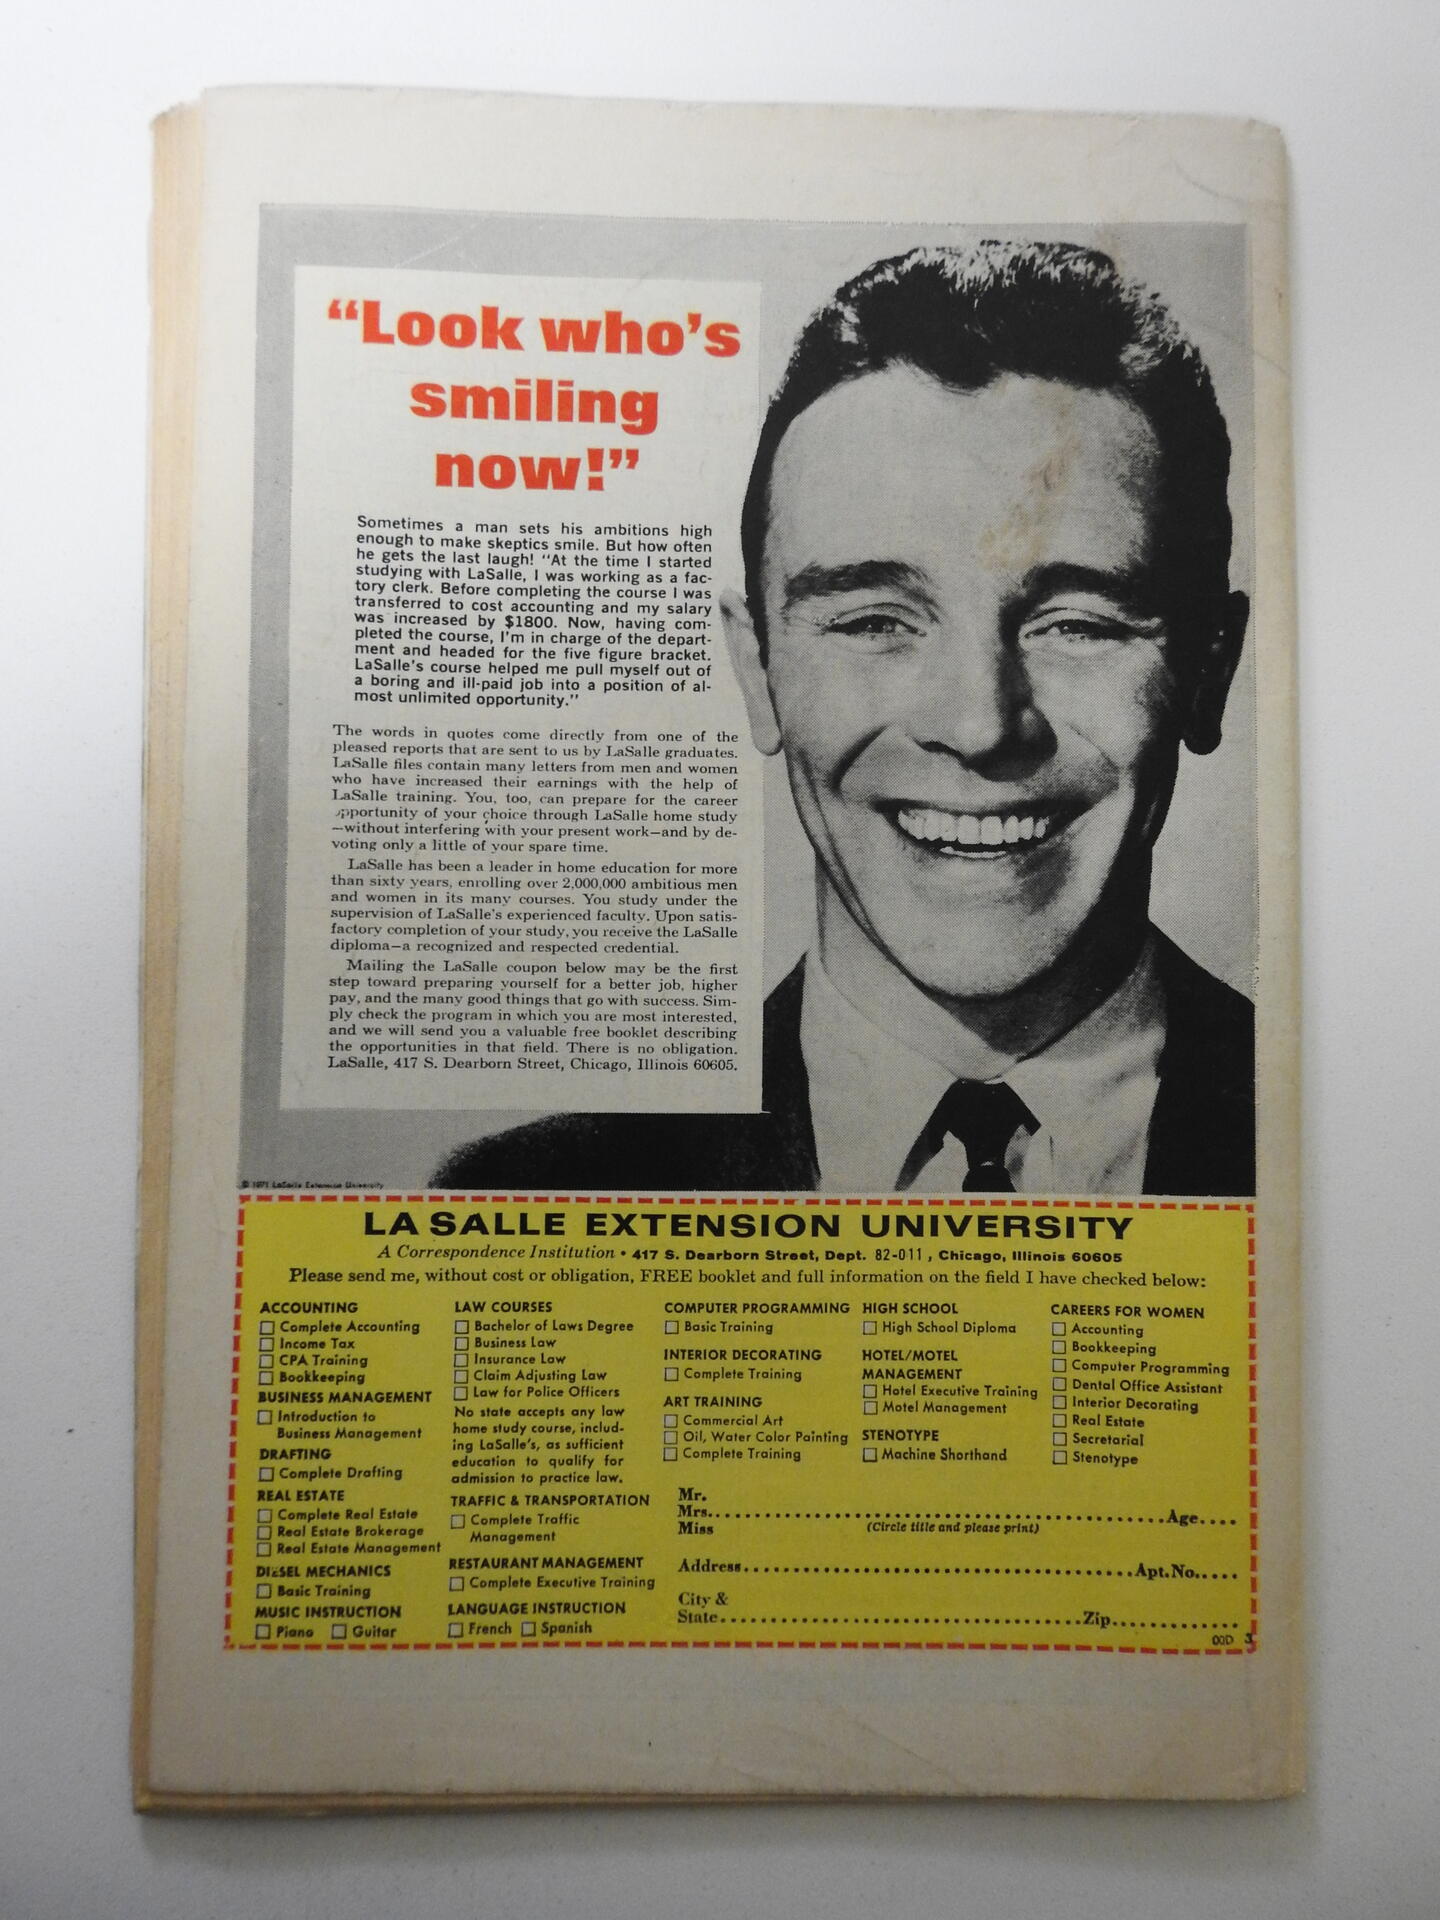 “Look who’s
smiling
now!”
Sometimes a man sets his ambitions high
enough to make skeptics smile. But how often
he gets the last laugh! “At the time I started
studying with LaSalle, I was working as a fac-
tory clerk. Before completing the course I was
transferred to cost accounting and my salary
was increased by $1800. Now, having com-
pleted the course, I’m in charge of the depart-
ment and headed for the five figure bracket.
LaSalle’s course helped me pull myself out of
a boring and ill-paid job into a position of al-
most unlimited opportunity.”
The words in quotes come directly from one of the
pleased reports that are sent to us by LaSalle graduates.
LaSalle files contain many letters from men and women
who have increased their earnings with the help of
LaSalle training. You, too, can prepare for the career
opportunity of your choice through LaSalle home study
—without interfering with your present work—and by de-
voting only a little of your spare time.
LaSalle has been a leader in home education for more
than sixty years, enrolling over 2,000,000 ambitious men
and women in its many courses. You study under the
supervision of LaSalle’s experienced faculty. Upon satis-
factory completion of your study, you receive the LaSalle
diploma—a recognized and respected credential.
Mailing the LaSalle coupon below may be the first
step toward preparing yourself for a better job, higher
pay, and the many good things that go with success. Sim-
ply check the program in which you are most interested,
and we will send you a valuable free booklet describing
the opportunities in that field. There is no obligation.
LaSalle, 417 S. Dearborn Street, Chicago, Illinois 60605.
© 1971 LaSalle Extension University
LA SALLE EXTENSION UNIVERSITY
A Correspondence Institution • 417 S. Dearborn Street, Dept. 82-011, Chicago, Illinois 60605
Please send me, without cost or obligation, FREE booklet and full information on the field I have checked below:
ACCOUNTING
Complete Accounting
Income Tax
CPA Training
Bookkeeping
BUSINESS MANAGEMENT
Introduction to
Business Management
DRAFTING
Complete Drafting
REAL ESTATE
Complete Real Estate
Real Estate Brokerage
Real Estate Management
DIESEL MECHANICS
Basic Training
MUSIC INSTRUCTION
Piano Guitar
LAW COURSES
Bachelor of Laws Degree
Business Law
Insurance Law
Claim Adjusting Law
Law for Police Officers
No state accepts any law
home study course, includ-
ing LaSalle’s, as sufficient
education to qualify for
admission to practice law.
TRAFFIC & TRANSPORTATION
Complete Traffic
Management
RESTAURANT MANAGEMENT
Complete Executive Training
LANGUAGE INSTRUCTION
French Spanish
COMPUTER PROGRAMMING
Basic Training
INTERIOR DECORATING
Complete Training
ART TRAINING
Commercial Art
Oil, Water Color Painting
Complete Training
HIGH SCHOOL
High School Diploma
HOTEL/MOTEL
MANAGEMENT
Hotel Executive Training
Motel Management
STENOTYPE
Machine Shorthand
CAREERS FOR WOMEN
Accounting
Bookkeeping
Computer Programming
Dental Office Assistant
Interior Decorating
Real Estate
Secretarial
Stenotype
Mr.
Mrs. Age
Miss (Circle title and please print)
Address Apt. No.
City &
State Zip
00D 3